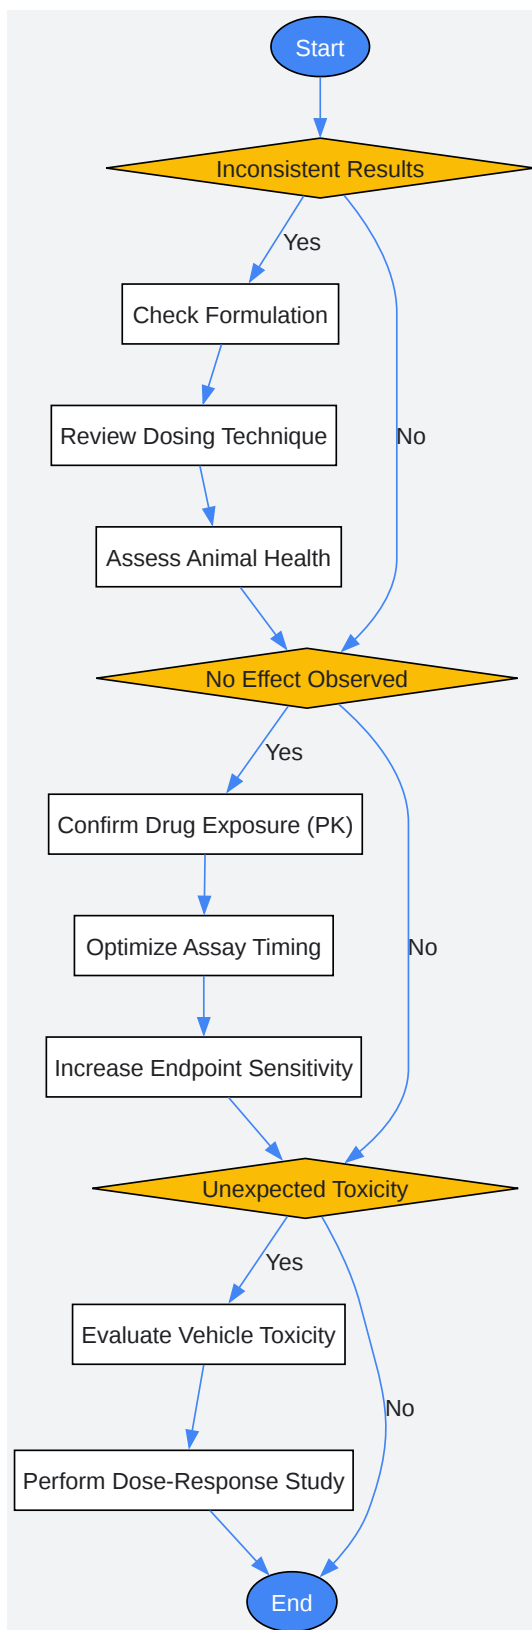 Start
Inconsistent Results
Yes
Check Formulation
Review Dosing Technique
No
Assess Animal Health
No Effect Observed
Yes
Confirm Drug Exposure (PK)
Optimize Assay Timing
No
Increase Endpoint Sensitivity
Unexpected Toxicity
Yes
Evaluate Vehicle Toxicity
No
Perform Dose-Response Study
End